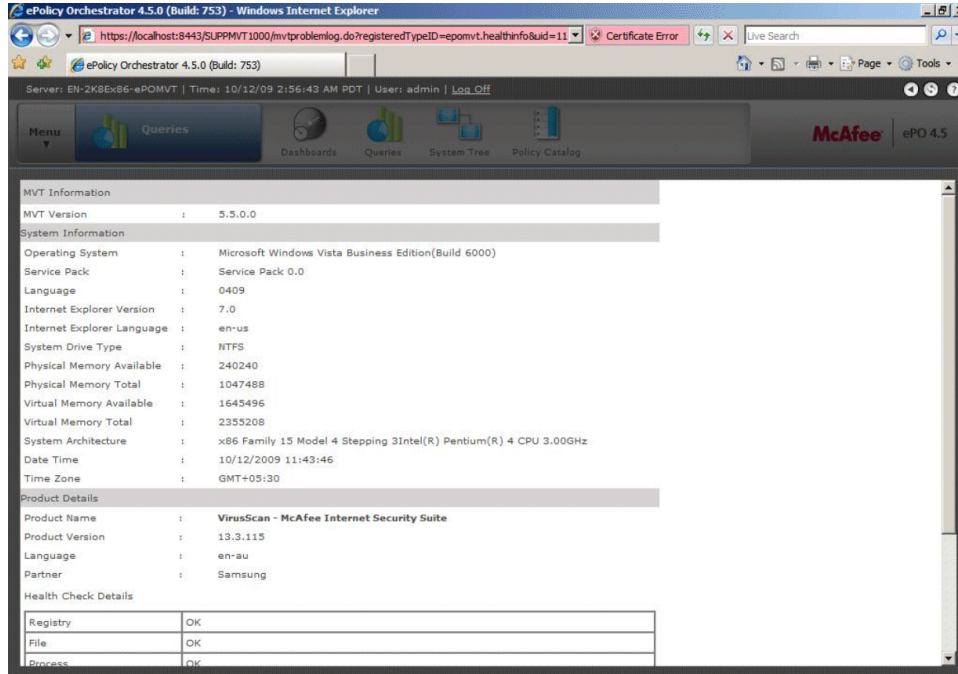 ePolicy Orchestrator 4.5.0 (Build: 753) - Windows Internet Explorer
https://localhost:8443/SUPPMVT1000/mvtproblemlog.do?registeredTypeID=epomvt.healthinfo&uid=11 Certificate Error Live Search
ePolicy Orchestrator 4.5.0 (Build: 753) Page Tools
Server: EN-2K8Ex86-ePOMVT | Time: 10/12/09 2:56:43 AM PDT | User: admin | Log Off
Menu Queries Dashboards Queries System Tree Policy Catalog McAfee ePO 4.5
MVT Information
MVT Version : 5.5.0.0
System Information
Operating System : Microsoft Windows Vista Business Edition(Build 6000)
Service Pack : Service Pack 0.0
Language : 0409
Internet Explorer Version : 7.0
Internet Explorer Language : en-us
System Drive Type : NTFS
Physical Memory Available : 240240
Physical Memory Total : 1047488
Virtual Memory Available : 1645496
Virtual Memory Total : 2355208
System Architecture : x86 Family 15 Model 4 Stepping 3Intel(R) Pentium(R) 4 CPU 3.00GHz
Date Time : 10/12/2009 11:43:46
Time Zone : GMT+05:30
Product Details
Product Name : VirusScan - McAfee Internet Security Suite
Product Version : 13.3.115
Language : en-au
Partner : Samsung
Health Check Details
Registry OK
File OK
Process OK